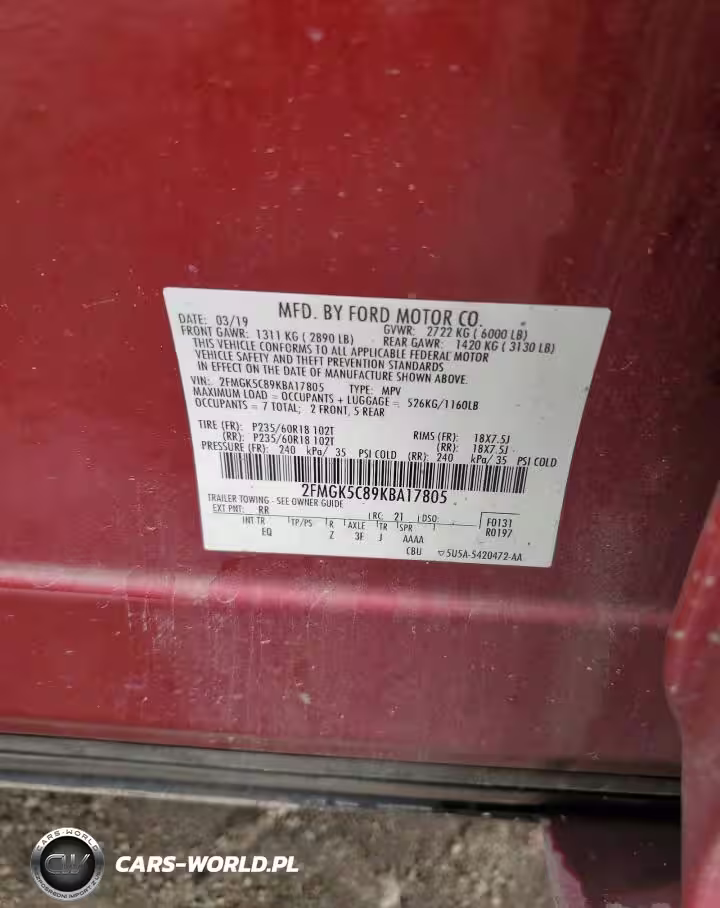 MFD. BY FORD MOTOR CO.
DATE: 03/19 GVWR: 2722 KG ( 6000 LB)
FRONT GAWR: 1311 KG ( 2890 LB) REAR GAWR: 1420 KG ( 3130 LB)
THIS VEHICLE CONFORMS TO ALL APPLICABLE FEDERAL MOTOR
VEHICLE SAFETY AND THEFT PREVENTION STANDARDS
IN EFFECT ON THE DATE OF MANUFACTURE SHOWN ABOVE.
VIN: 2FMGK5C89KBA17805 TYPE: MPV
MAXIMUM LOAD = OCCUPANTS + LUGGAGE = 526KG/1160LB
OCCUPANTS = 7 TOTAL; 2 FRONT, 5 REAR
TIRE (FR): P235/60R18 102T RIMS (FR): 18X7.5J
(RR): P235/60R18 102T (RR): 18X7.5J
PRESSURE (FR): 240 kPa/ 35 PSI COLD (RR): 240 kPa/ 35 PSI COLD
2FMGK5C89KBA17805
TRAILER TOWING - SEE OWNER GUIDE
EXT PNT: RR RC: 21 DSO: F0131
INT TR TP/PS R AXLE TR SPR R0197
EQ Z 3F J AAAA
CBU 5U5A-5420472-AA
CARS-WORLD
CW
CARS-WORLD.PL